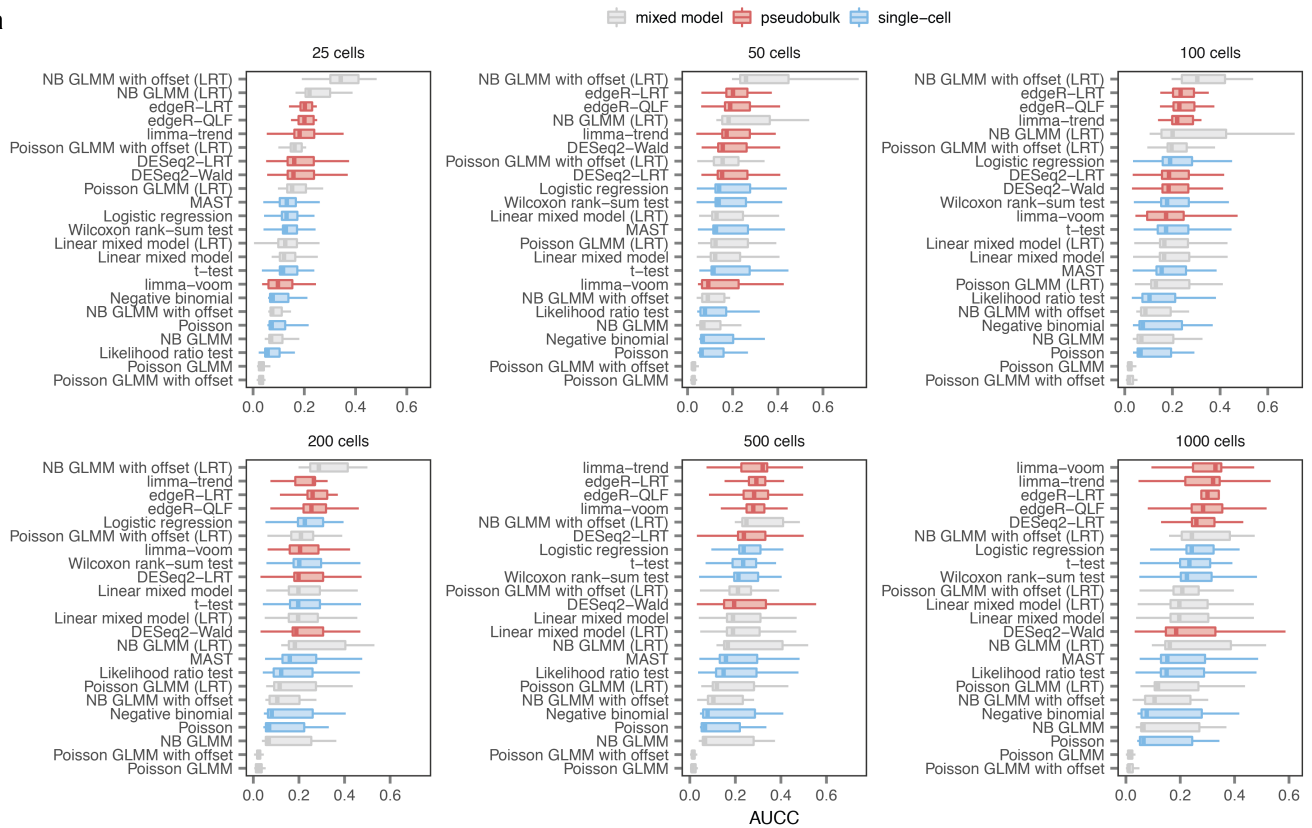 mixed model pseudobulk single−cell
25 cells
NB GLMM with offset (LRT)
NB GLMM (LRT)
edgeR−LRT
edgeR−QLF
limma−trend
Poisson GLMM with offset (LRT)
DESeq2−LRT
DESeq2−Wald
Poisson GLMM (LRT)
MAST
Logistic regression
Wilcoxon rank−sum test
Linear mixed model (LRT)
Linear mixed model
t−test
limma−voom
Negative binomial
NB GLMM with offset
Poisson
NB GLMM
Likelihood ratio test
Poisson GLMM
Poisson GLMM with offset
0.0 0.2 0.4 0.6
50 cells
NB GLMM with offset (LRT)
edgeR−LRT
edgeR−QLF
NB GLMM (LRT)
limma−trend
DESeq2−Wald
Poisson GLMM with offset (LRT)
DESeq2−LRT
Logistic regression
Wilcoxon rank−sum test
Linear mixed model (LRT)
MAST
Poisson GLMM (LRT)
Linear mixed model
t−test
limma−voom
NB GLMM with offset
Likelihood ratio test
NB GLMM
Negative binomial
Poisson
Poisson GLMM with offset
Poisson GLMM
0.0 0.2 0.4 0.6
100 cells
NB GLMM with offset (LRT)
edgeR−LRT
edgeR−QLF
limma−trend
NB GLMM (LRT)
Poisson GLMM with offset (LRT)
Logistic regression
DESeq2−LRT
DESeq2−Wald
Wilcoxon rank−sum test
limma−voom
t−test
Linear mixed model (LRT)
Linear mixed model
MAST
Poisson GLMM (LRT)
Likelihood ratio test
NB GLMM with offset
Negative binomial
NB GLMM
Poisson
Poisson GLMM
Poisson GLMM with offset
0.0 0.2 0.4 0.6
200 cells
NB GLMM with offset (LRT)
limma−trend
edgeR−LRT
edgeR−QLF
Logistic regression
Poisson GLMM with offset (LRT)
limma−voom
Wilcoxon rank−sum test
DESeq2−LRT
Linear mixed model
t−test
Linear mixed model (LRT)
DESeq2−Wald
NB GLMM (LRT)
MAST
Likelihood ratio test
Poisson GLMM (LRT)
NB GLMM with offset
Negative binomial
Poisson
NB GLMM
Poisson GLMM with offset
Poisson GLMM
0.0 0.2 0.4 0.6
500 cells
limma−trend
edgeR−LRT
edgeR−QLF
limma−voom
NB GLMM with offset (LRT)
DESeq2−LRT
Logistic regression
t−test
Wilcoxon rank−sum test
Poisson GLMM with offset (LRT)
DESeq2−Wald
Linear mixed model
Linear mixed model (LRT)
NB GLMM (LRT)
MAST
Likelihood ratio test
Poisson GLMM (LRT)
NB GLMM with offset
Negative binomial
Poisson
NB GLMM
Poisson GLMM with offset
Poisson GLMM
0.0 0.2 0.4 0.6
1000 cells
limma−voom
limma−trend
edgeR−LRT
edgeR−QLF
DESeq2−LRT
NB GLMM with offset (LRT)
Logistic regression
t−test
Wilcoxon rank−sum test
Poisson GLMM with offset (LRT)
Linear mixed model (LRT)
Linear mixed model
DESeq2−Wald
NB GLMM (LRT)
MAST
Likelihood ratio test
Poisson GLMM (LRT)
NB GLMM with offset
Negative binomial
NB GLMM
Poisson
Poisson GLMM
Poisson GLMM with offset
0.0 0.2 0.4 0.6
AUCC